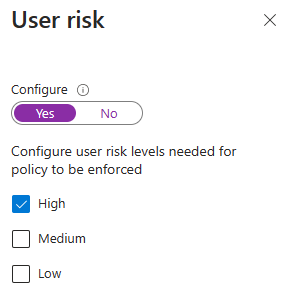 User risk
Configure
Yes No
Configure user risk levels needed for
policy to be enforced
High
Medium
Low